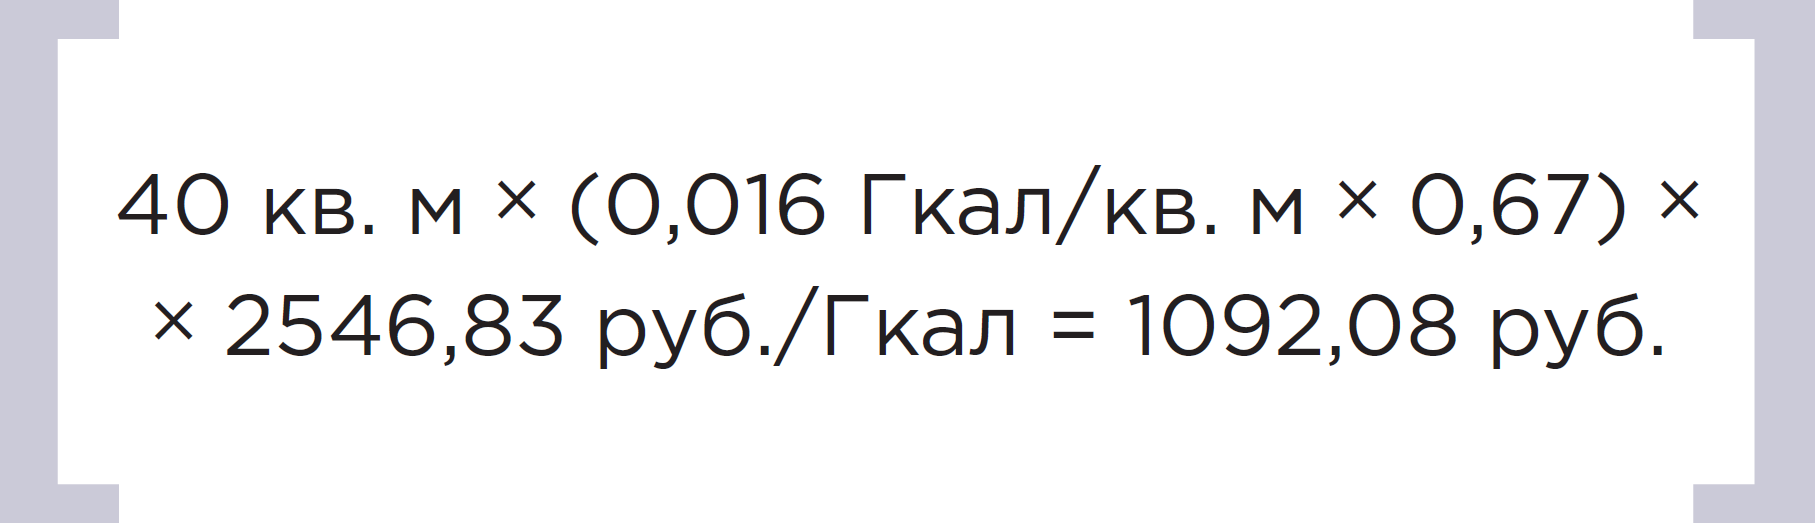 40 кв. м × (0,016 Гкал/кв. м × 0,67) ×
× 2546,83 руб./Гкал = 1092,08 руб.